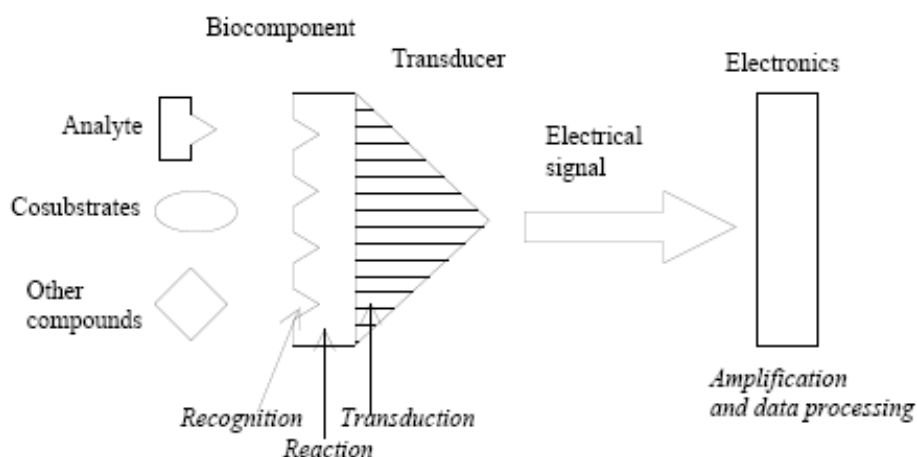 Biocomponent
Transducer
Electronics
Analyte
Electrical
signal
Cosubstrates
Other
compounds
Recognition
Transduction
Reaction
Amplification
and data processing